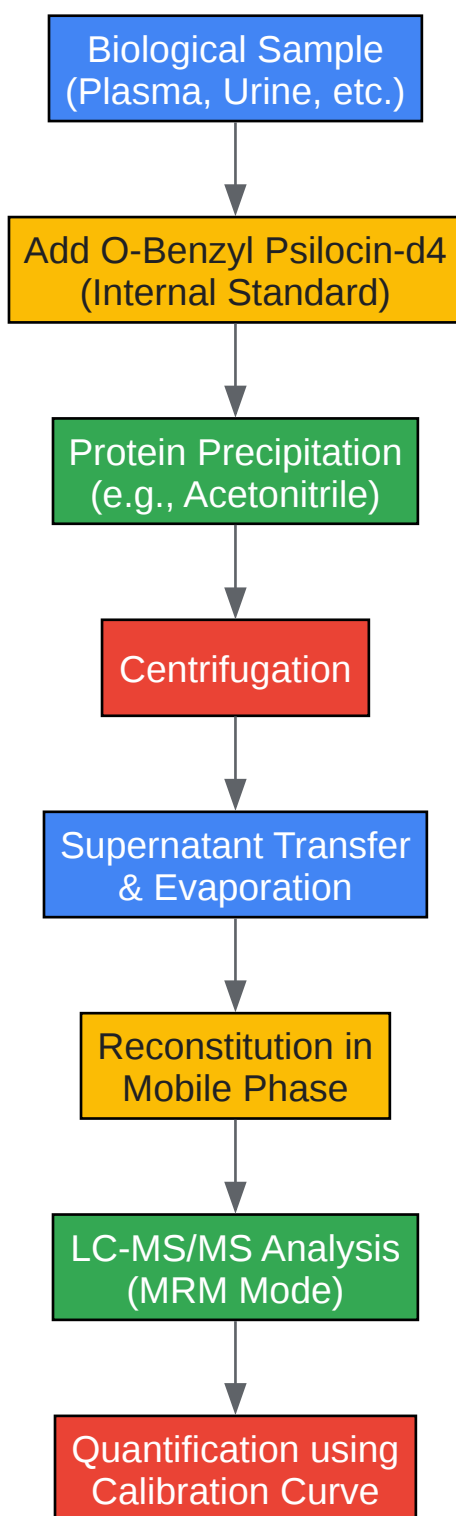 Biological Sample
(Plasma, Urine, etc.)
Add O-Benzyl Psilocin-d4
(Internal Standard)
Protein Precipitation
(e.g., Acetonitrile)
Centrifugation
Supernatant Transfer
& Evaporation
Reconstitution in
Mobile Phase
LC-MS/MS Analysis
(MRM Mode)
Quantification using
Calibration Curve